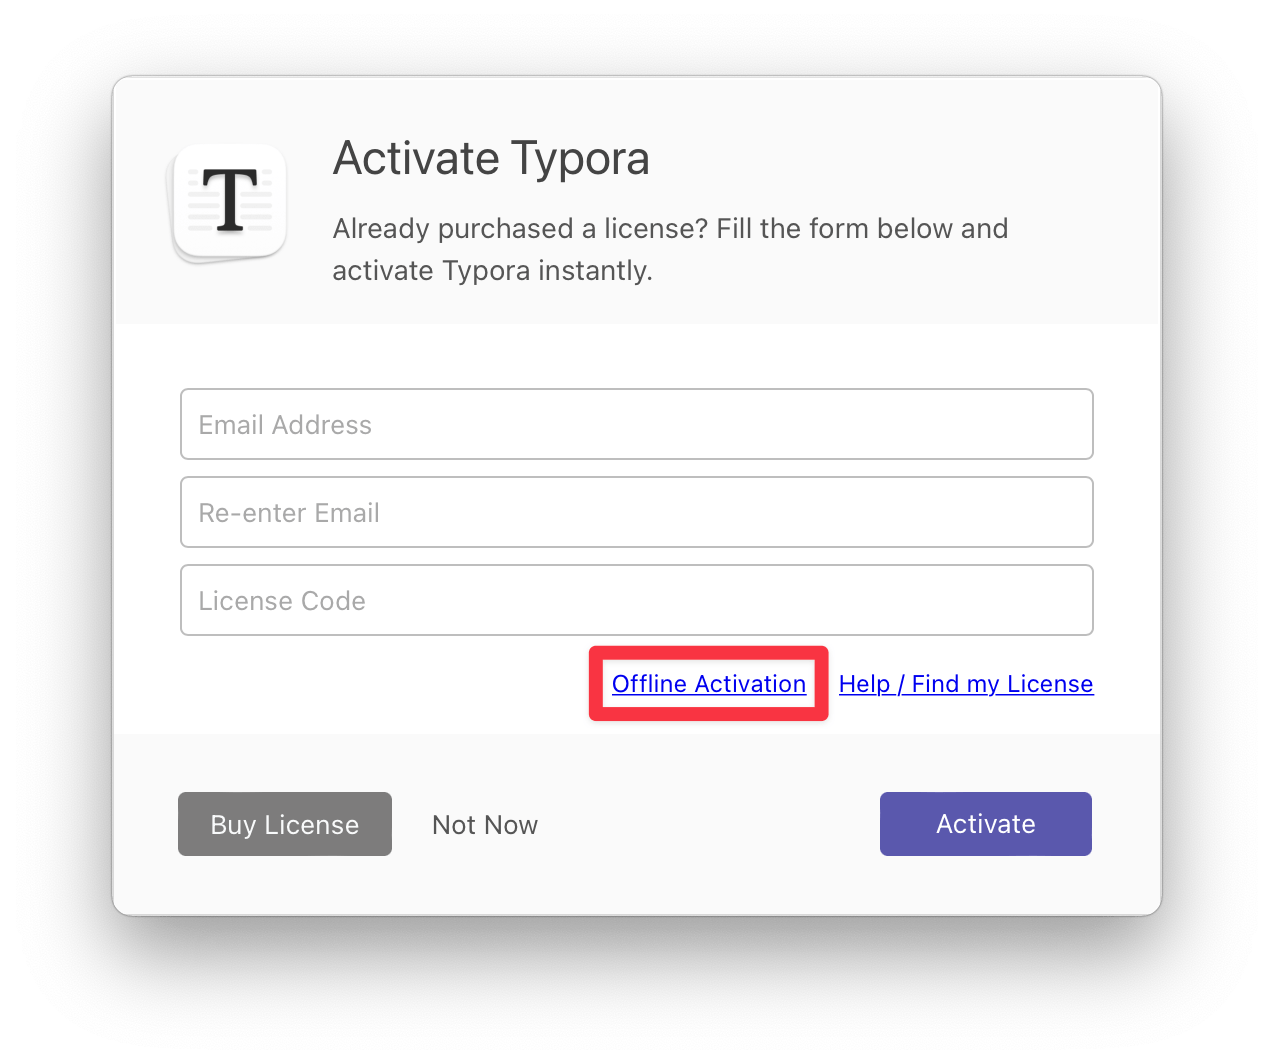 T
Activate Typora
Already purchased a license? Fill the form below and
activate Typora instantly.
Email Address
Re-enter Email
License Code
Offline Activation Help / Find my License
Buy License Not Now Activate